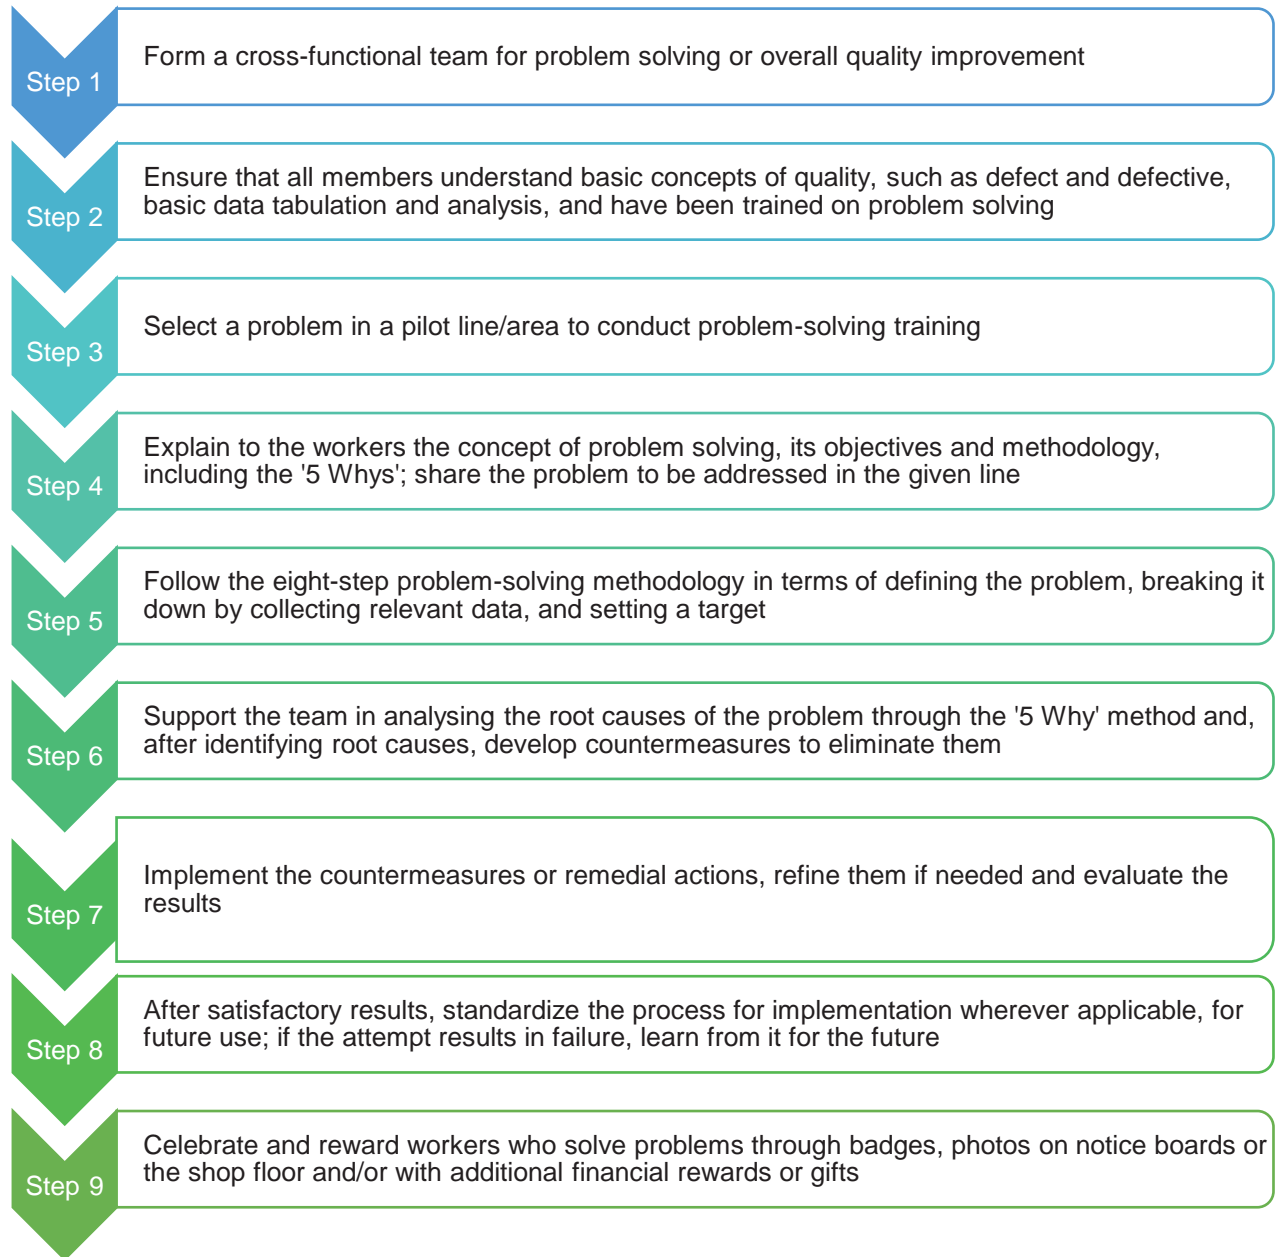 Step 1
Form a cross-functional team for problem solving or overall quality improvement
Step 2
Ensure that all members understand basic concepts of quality, such as defect and defective,
basic data tabulation and analysis, and have been trained on problem solving
Step 3
Select a problem in a pilot line/area to conduct problem-solving training
Step 4
Explain to the workers the concept of problem solving, its objectives and methodology,
including the '5 Whys'; share the problem to be addressed in the given line
Step 5
Follow the eight-step problem-solving methodology in terms of defining the problem, breaking it
down by collecting relevant data, and setting a target
Step 6
Support the team in analysing the root causes of the problem through the '5 Why' method and,
after identifying root causes, develop countermeasures to eliminate them
Step 7
Implement the countermeasures or remedial actions, refine them if needed and evaluate the
results
Step 8
After satisfactory results, standardize the process for implementation wherever applicable, for
future use; if the attempt results in failure, learn from it for the future
Step 9
Celebrate and reward workers who solve problems through badges, photos on notice boards or
the shop floor and/or with additional financial rewards or gifts